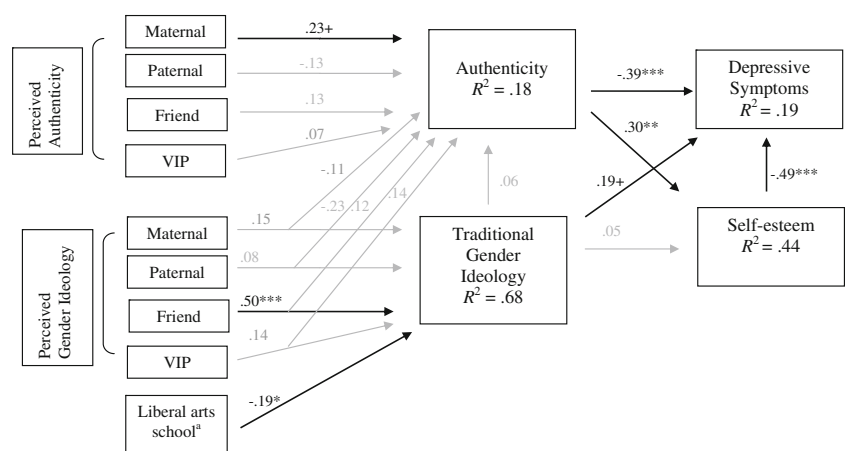 Perceived
Authenticity
Maternal
Paternal
Friend
VIP
.23+
-.13
.13
.07
Authenticity
R² = .18
-.39***
Depressive
Symptoms
R² = .19
.30**
-.11
-.23
.12
.14
.06
.19+
-.49***
Perceived
Gender Ideology
Maternal
Paternal
Friend
VIP
.15
.08
.50***
.14
Traditional
Gender
Ideology
R² = .68
.05
Self-esteem
R² = .44
Liberal arts
schoolᵃ
-.19*